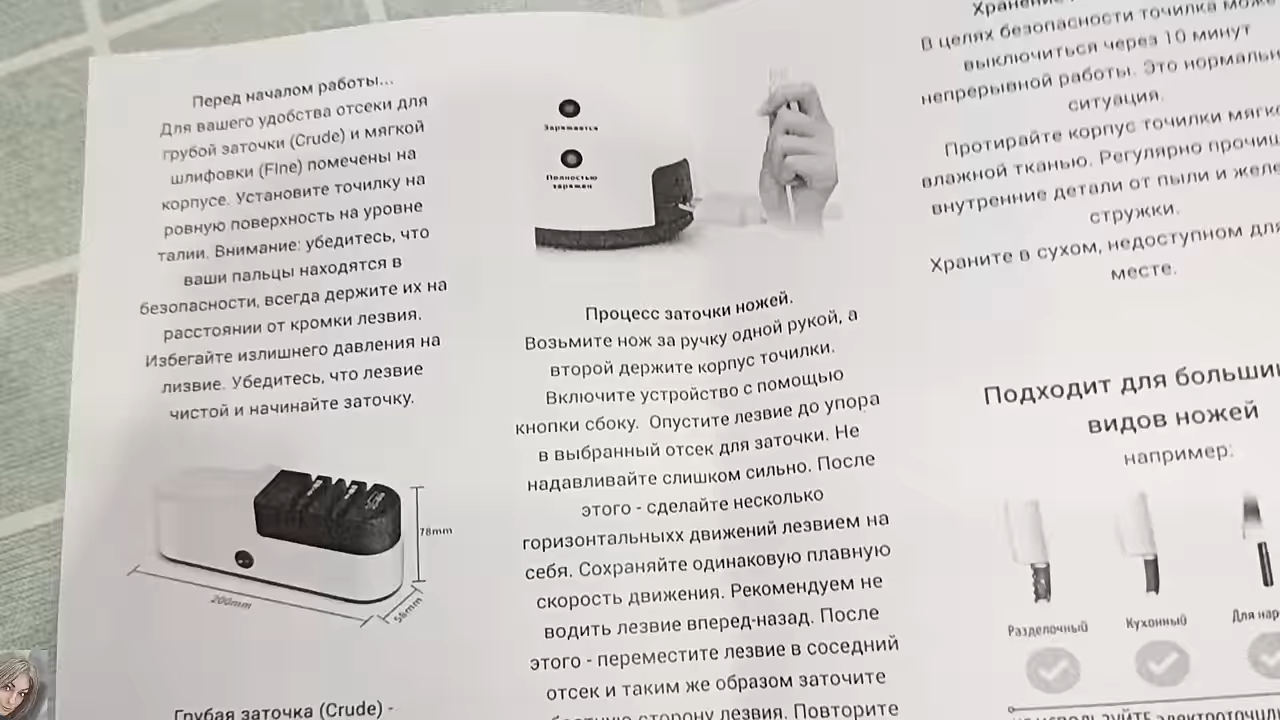 Перед началом работы...
Для вашего удобства отсеки для
грубой заточки (Crude) и мягкой
шлифовки (FIne) помечены на
корпусе. Установите точилку на
ровную поверхность на уровне
талии. Внимание: убедитесь, что
ваши пальцы находятся в
безопасности, всегда держите их на
расстоянии от кромки лезвия.
Избегайте излишнего давления на
лизвие. Убедитесь, что лезвие
чистой и начинайте заточку.
78mm
200mm
58mm
Грубая заточка (Crude) -
Заряжается
Полностью
заряжен
Процесс заточки ножей.
Возьмите нож за ручку одной рукой, а
второй держите корпус точилки.
Включите устройство с помощью
кнопки сбоку. Опустите лезвие до упора
в выбранный отсек для заточки. Не
надавливайте слишком сильно. После
этого - сделайте несколько
горизонтальныхх движений лезвием на
себя. Сохраняйте одинаковую плавную
скорость движения. Рекомендуем не
водить лезвие вперед-назад. После
этого - переместите лезвие в соседний
отсек и таким же образом заточите
сторону лезвия. Повторите
В целях безопасности точилка
выключиться через 10 минут
непрерывной работы. Это нормальн
ситуация.
Протирайте корпус точилки мягк
влажной тканью. Регулярно прочищ
внутренние детали от пыли и желе
стружки.
Храните в сухом, недоступном для
месте.
Подходит для больши
видов ножей
например:
Разделочный
Кухонный
Для нар